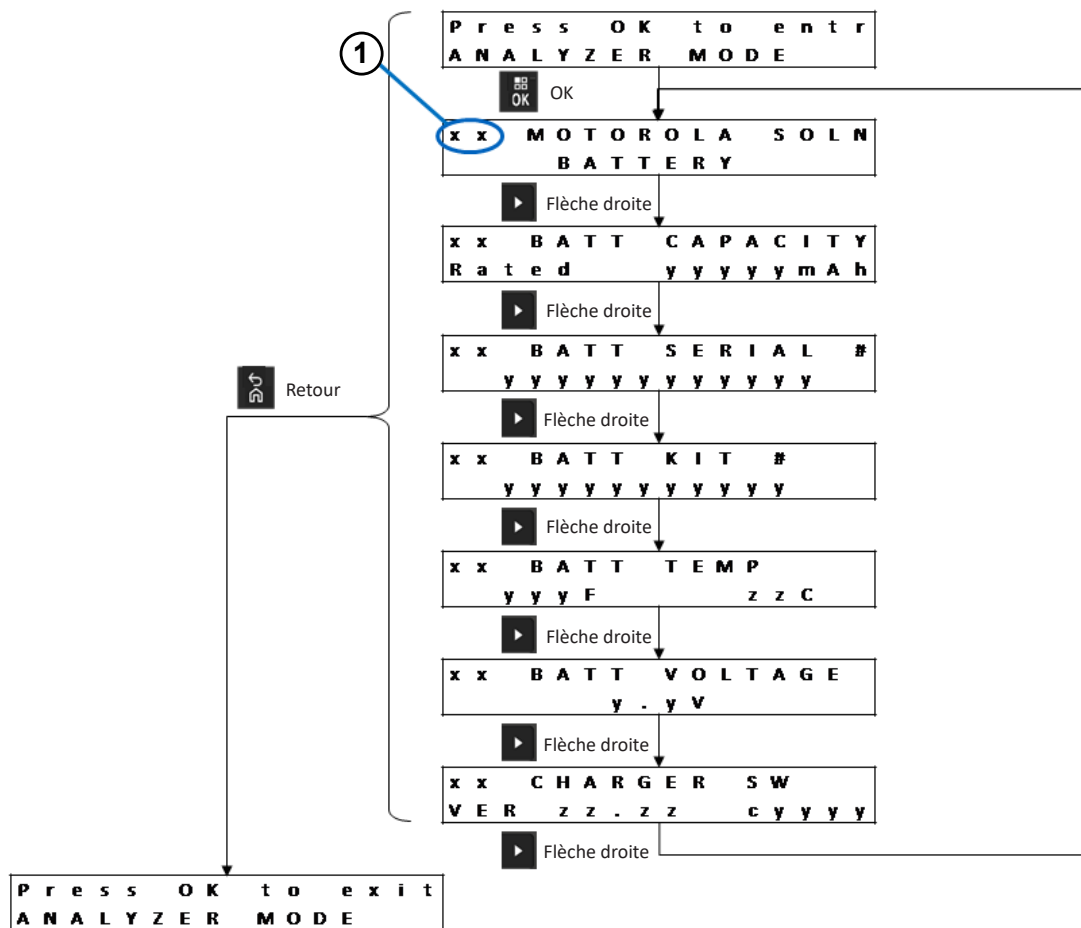 Press OK to entr
ANALYZER MODE
1
OK
OK
xx MOTOROLA SOLN
BATTERY
Flèche droite
xx BATT CAPACITY
Rated yyyyymAh
Flèche droite
xx BATT SERIAL #
yyyyyyyyyyyy
Flèche droite
Retour
xx BATT KIT #
yyyyyyyyyyy
Flèche droite
xx BATT TEMP
yyyF zzC
Flèche droite
xx BATT VOLTAGE
y.yV
Flèche droite
xx CHARGER SW
VER zz.zz cyyyy
Flèche droite
Press OK to exit
ANALYZER MODE